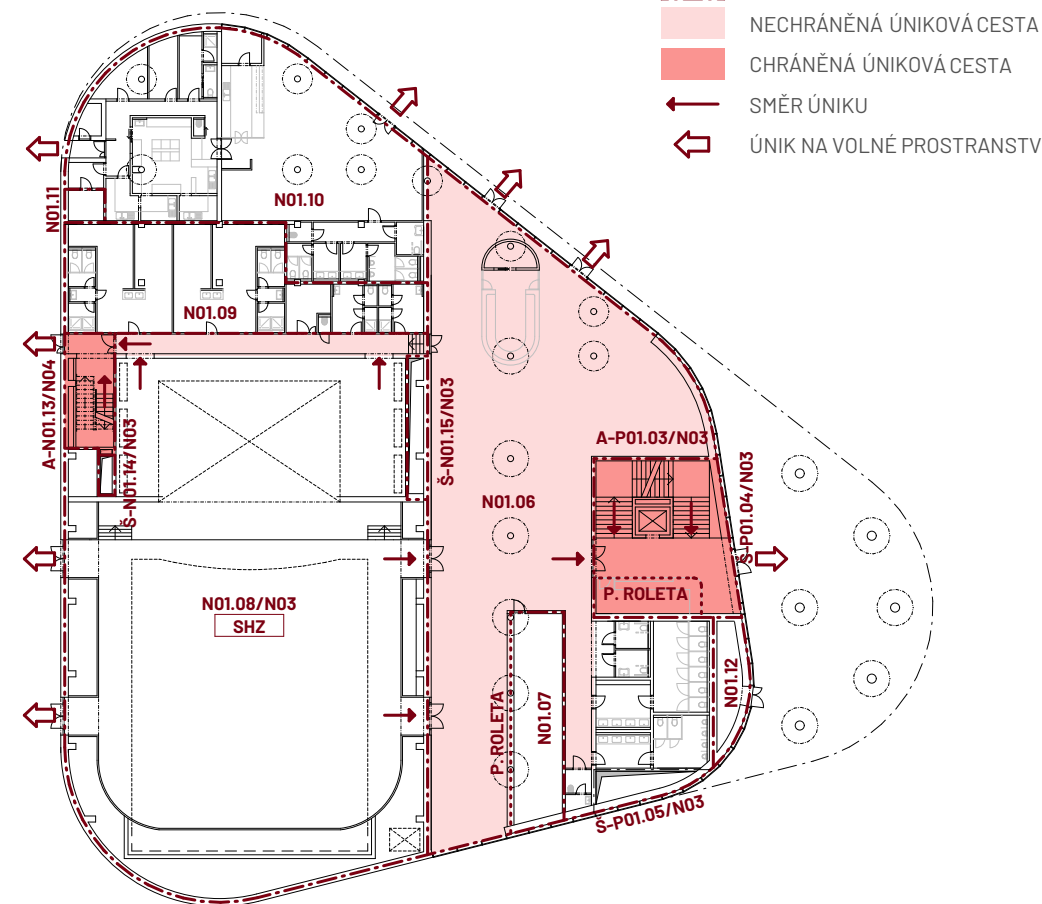 NECHRÁNĚNÁ ÚNIKOVÁ CESTA
CHRÁNĚNÁ ÚNIKOVÁ CESTA
SMĚR ÚNIKU
ÚNIK NA VOLNÉ PROSTRANSTV
N01.11
N01.10
N01.09
A-N01.13/N04
Š-N01.14/N03
Š-N01.15/N03
A-P01.03/N03
Š-P01.04/N03
N01.06
P. ROLETA
N01.08/N03
SHZ
P. ROLETA
N01.07
N01.12
Š-P01.05/N03